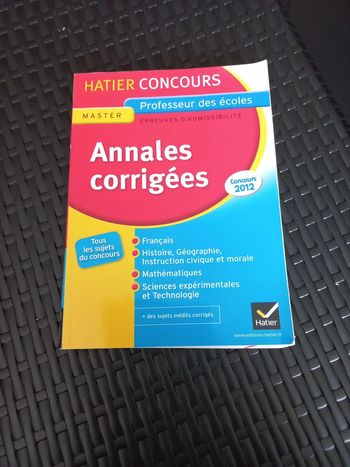 HATIER CONCOURS
Professeur des écoles
MASTER
ÉPREUVES D'ADMISSIBILITÉ
Annales
corrigées
Concours
2012
Tous
les sujets
du concours
Français
Histoire, Géographie,
Instruction civique et morale
Mathématiques
Sciences expérimentales
et Technologie
+ des sujets inédits corrigés
Hatier
www.editions-hatier.fr